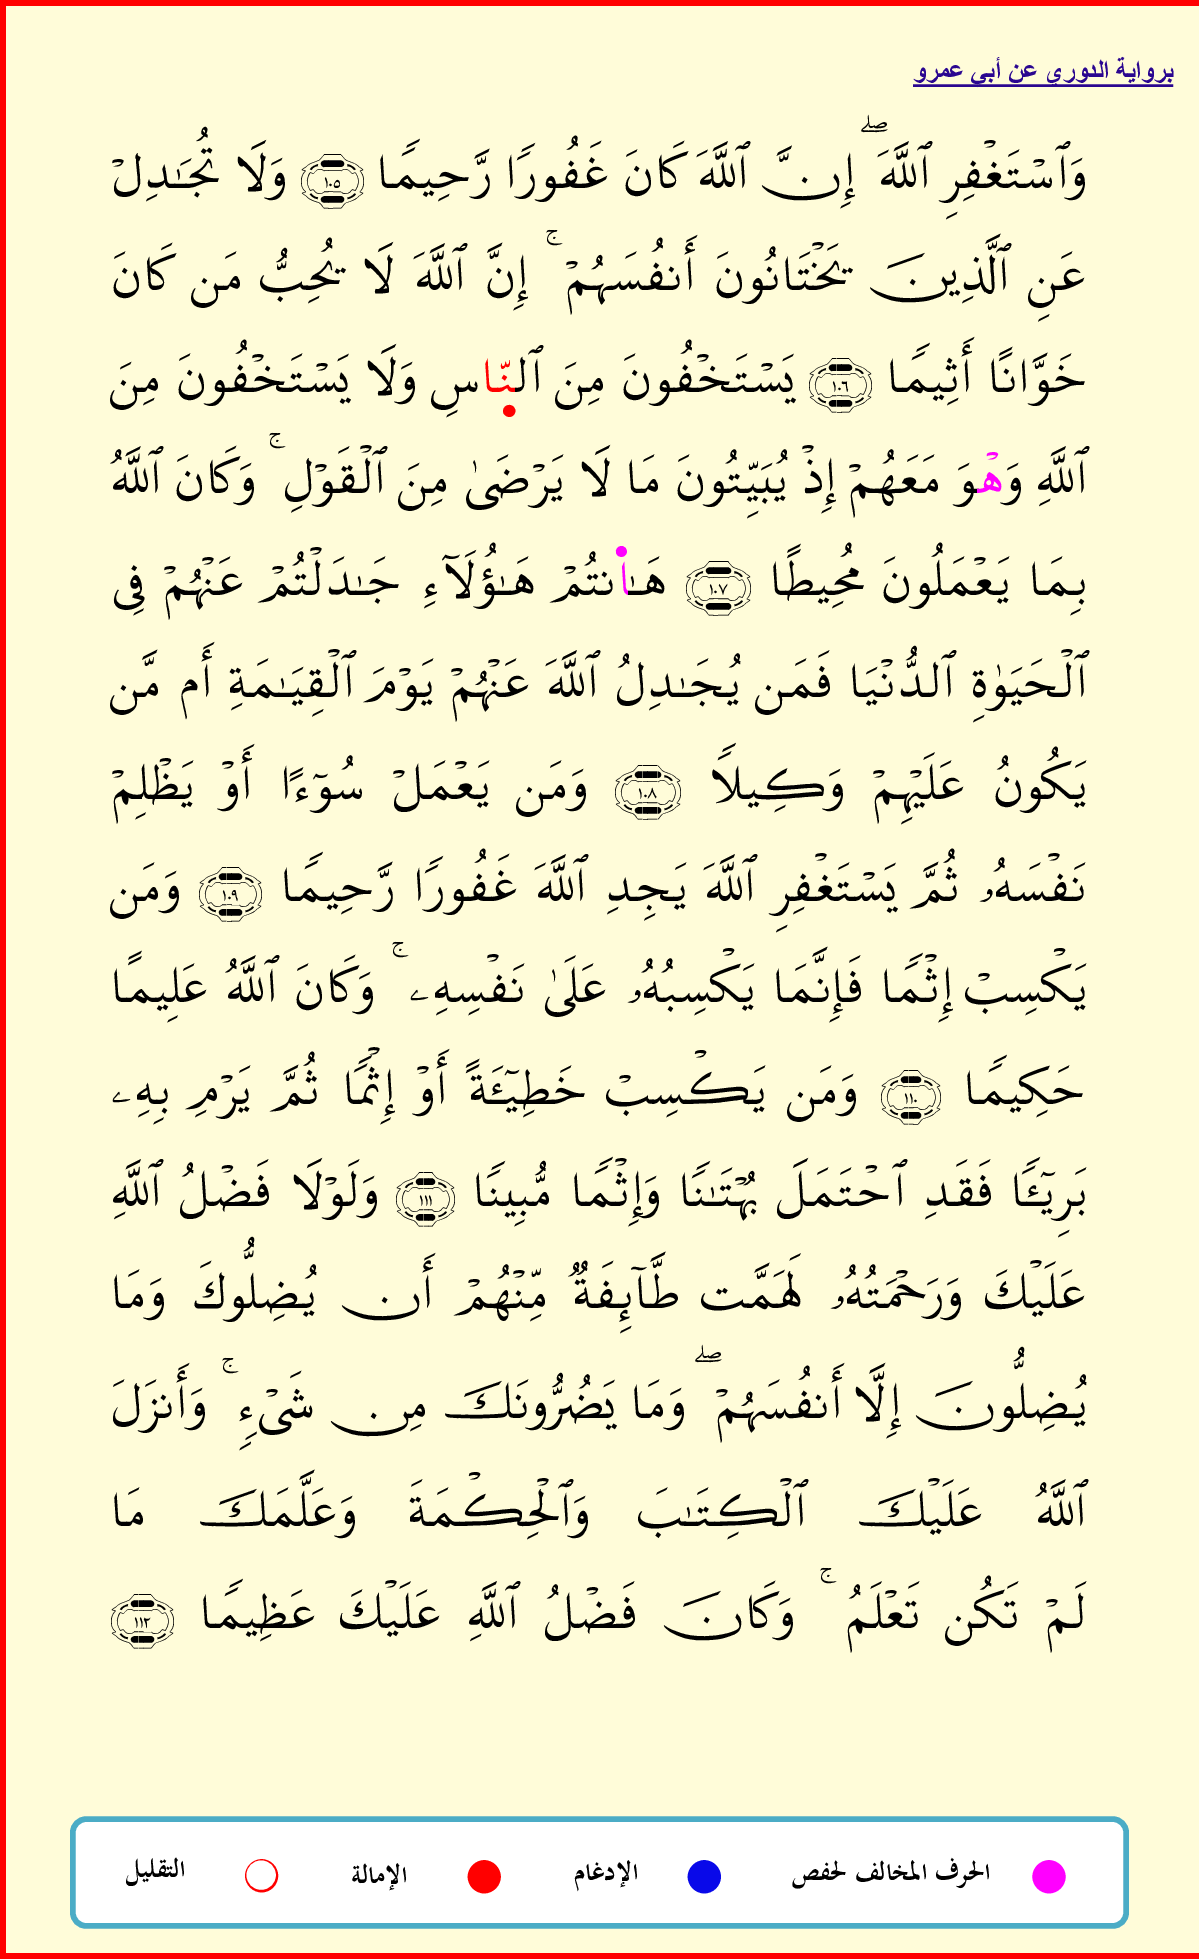 برواية الدوري عن أبي عمرو
وَٱسْتَغْفِرِ ٱللَّهَ ۖ إِنَّ ٱللَّهَ كَانَ غَفُورًا رَّحِيمًا ١٠٥ وَلَا تُجَـٰدِلْ
عَنِ ٱلَّذِينَ يَخْتَانُونَ أَنفُسَهُمْ ۚ إِنَّ ٱللَّهَ لَا يُحِبُّ مَن كَانَ
خَوَّانًا أَثِيمًا ١٠٦ يَسْتَخْفُونَ مِنَ ٱلنَّاسِ وَلَا يَسْتَخْفُونَ مِنَ
ٱللَّهِ وَهْوَ مَعَهُمْ إِذْ يُبَيِّتُونَ مَا لَا يَرْضَىٰ مِنَ ٱلْقَوْلِ ۚ وَكَانَ ٱللَّهُ
بِمَا يَعْمَلُونَ مُحِيطًا ١٠٧ هَـٰا۬نتُمْ هَـٰؤُلَآءِ جَـٰدَلْتُمْ عَنْهُمْ فِى
ٱلْحَيَوٰةِ ٱلدُّنْيَا فَمَن يُجَـٰدِلُ ٱللَّهَ عَنْهُمْ يَوْمَ ٱلْقِيَـٰمَةِ أَم مَّن
يَكُونُ عَلَيْهِمْ وَكِيلًا ١٠٨ وَمَن يَعْمَلْ سُوٓءًا أَوْ يَظْلِمْ
نَفْسَهُۥ ثُمَّ يَسْتَغْفِرِ ٱللَّهَ يَجِدِ ٱللَّهَ غَفُورًا رَّحِيمًا ١٠٩ وَمَن
يَكْسِبْ إِثْمًا فَإِنَّمَا يَكْسِبُهُۥ عَلَىٰ نَفْسِهِۦ ۚ وَكَانَ ٱللَّهُ عَلِيمًا
حَكِيمًا ١١٠ وَمَن يَكْسِبْ خَطِيٓـَٔةً أَوْ إِثْمًا ثُمَّ يَرْمِ بِهِۦ
بَرِيٓـًٔا فَقَدِ ٱحْتَمَلَ بُهْتَـٰنًا وَإِثْمًا مُّبِينًا ١١١ وَلَوْلَا فَضْلُ ٱللَّهِ
عَلَيْكَ وَرَحْمَتُهُۥ لَهَمَّت طَّآئِفَةٌ مِّنْهُمْ أَن يُضِلُّوكَ وَمَا
يُضِلُّونَ إِلَّا أَنفُسَهُمْ ۖ وَمَا يَضُرُّونَكَ مِن شَىْءٍ ۚ وَأَنزَلَ
ٱللَّهُ عَلَيْكَ ٱلْكِتَـٰبَ وَٱلْحِكْمَةَ وَعَلَّمَكَ مَا
لَمْ تَكُن تَعْلَمُ ۚ وَكَانَ فَضْلُ ٱللَّهِ عَلَيْكَ عَظِيمًا ١١٢
الحرف المخالف لحفص الإدغام الإمالة التقليل